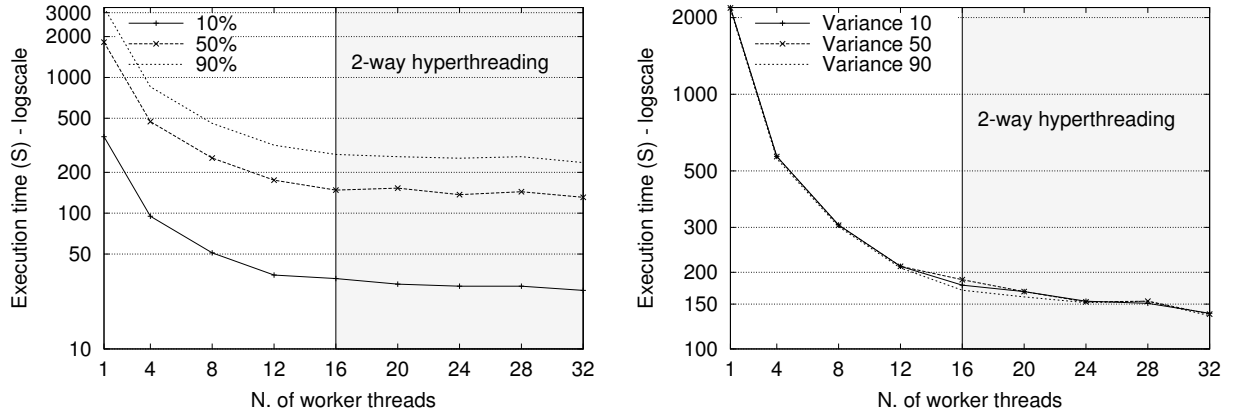 3000
2000
1000
500
200
100
50
10
1 4 8 12 16 20 24 28 32
Execution time (S) - logscale
N. of worker threads
10%
50%
90%
2-way hyperthreading
2000
1000
500
300
200
150
100
1 4 8 12 16 20 24 28 32
Execution time (S) - logscale
N. of worker threads
Variance 10
Variance 50
Variance 90
2-way hyperthreading